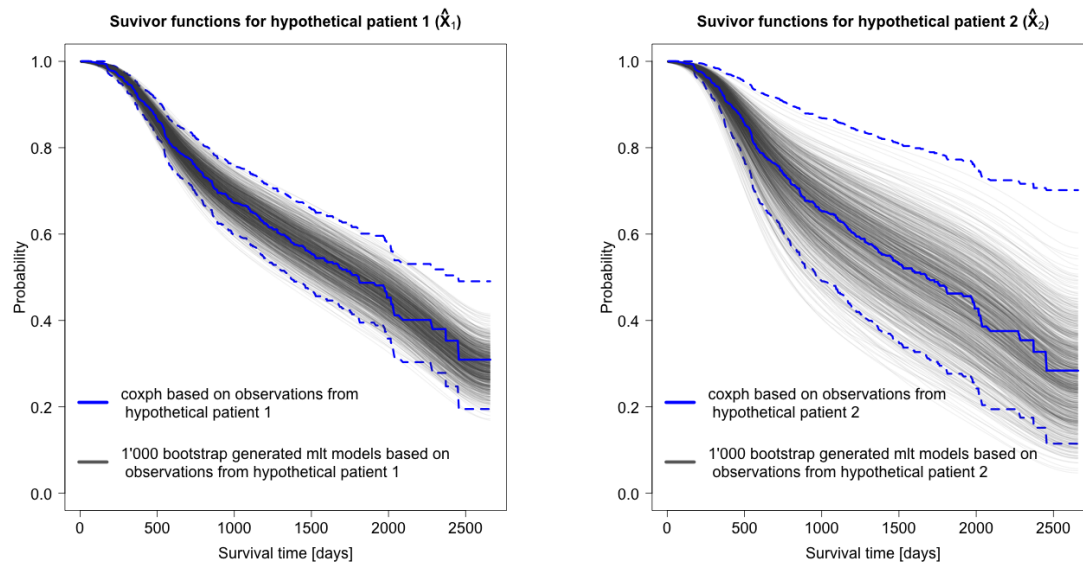 Suvivor functions for hypothetical patient 1 (X̂₁)
Probability
1.0
0.8
0.6
0.4
0.2
0.0
coxph based on observations from
hypothetical patient 1
1'000 bootstrap generated mlt models based on
observations from hypothetical patient 1
0 500 1000 1500 2000 2500
Survival time [days]
Suvivor functions for hypothetical patient 2 (X̂₂)
Probability
1.0
0.8
0.6
0.4
0.2
0.0
coxph based on observations from
hypothetical patient 2
1'000 bootstrap generated mlt models based on
observations from hypothetical patient 2
0 500 1000 1500 2000 2500
Survival time [days]